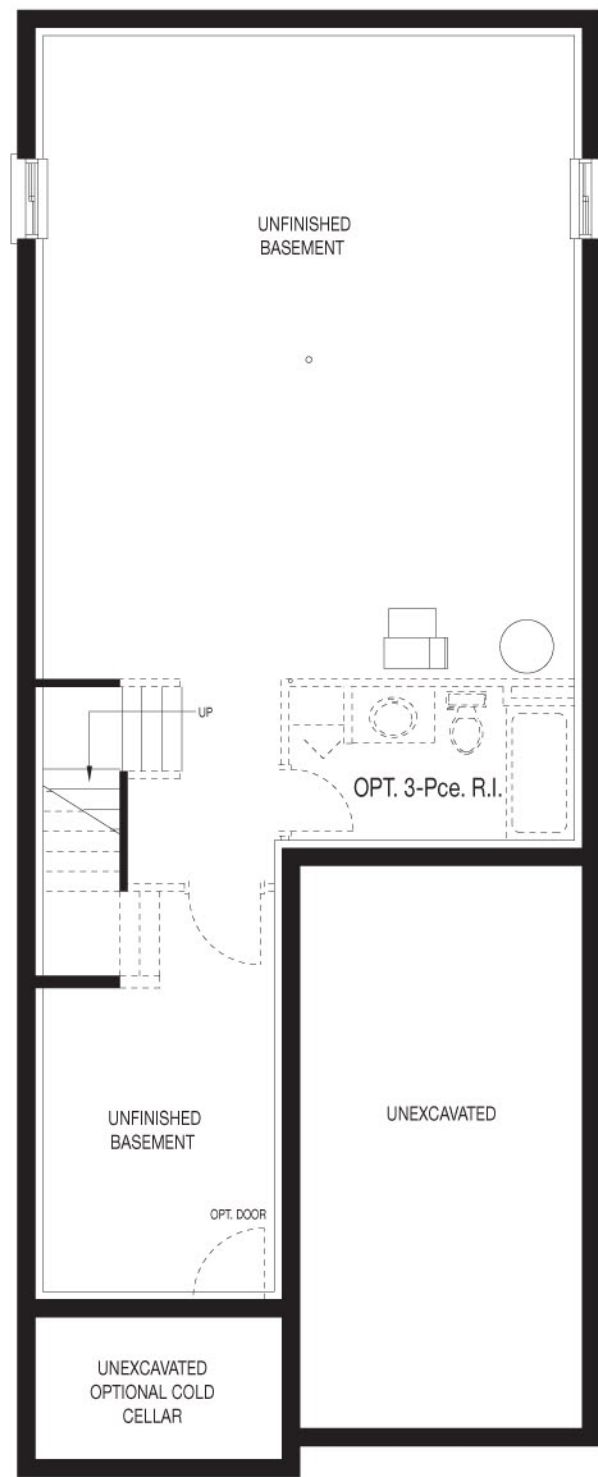 UNFINISHED
BASEMENT
UP
OPT. 3-Pce. R.I.
UNFINISHED
BASEMENT
UNEXCAVATED
OPT. DOOR
UNEXCAVATED
OPTIONAL COLD
CELLAR